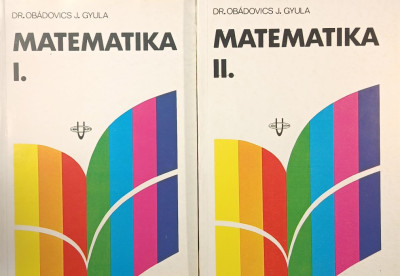 DR. OBÁDOVICS J. GYULA
MATEMATIKA
I.
DR. OBÁDOVICS J. GYULA
MATEMATIKA
II.